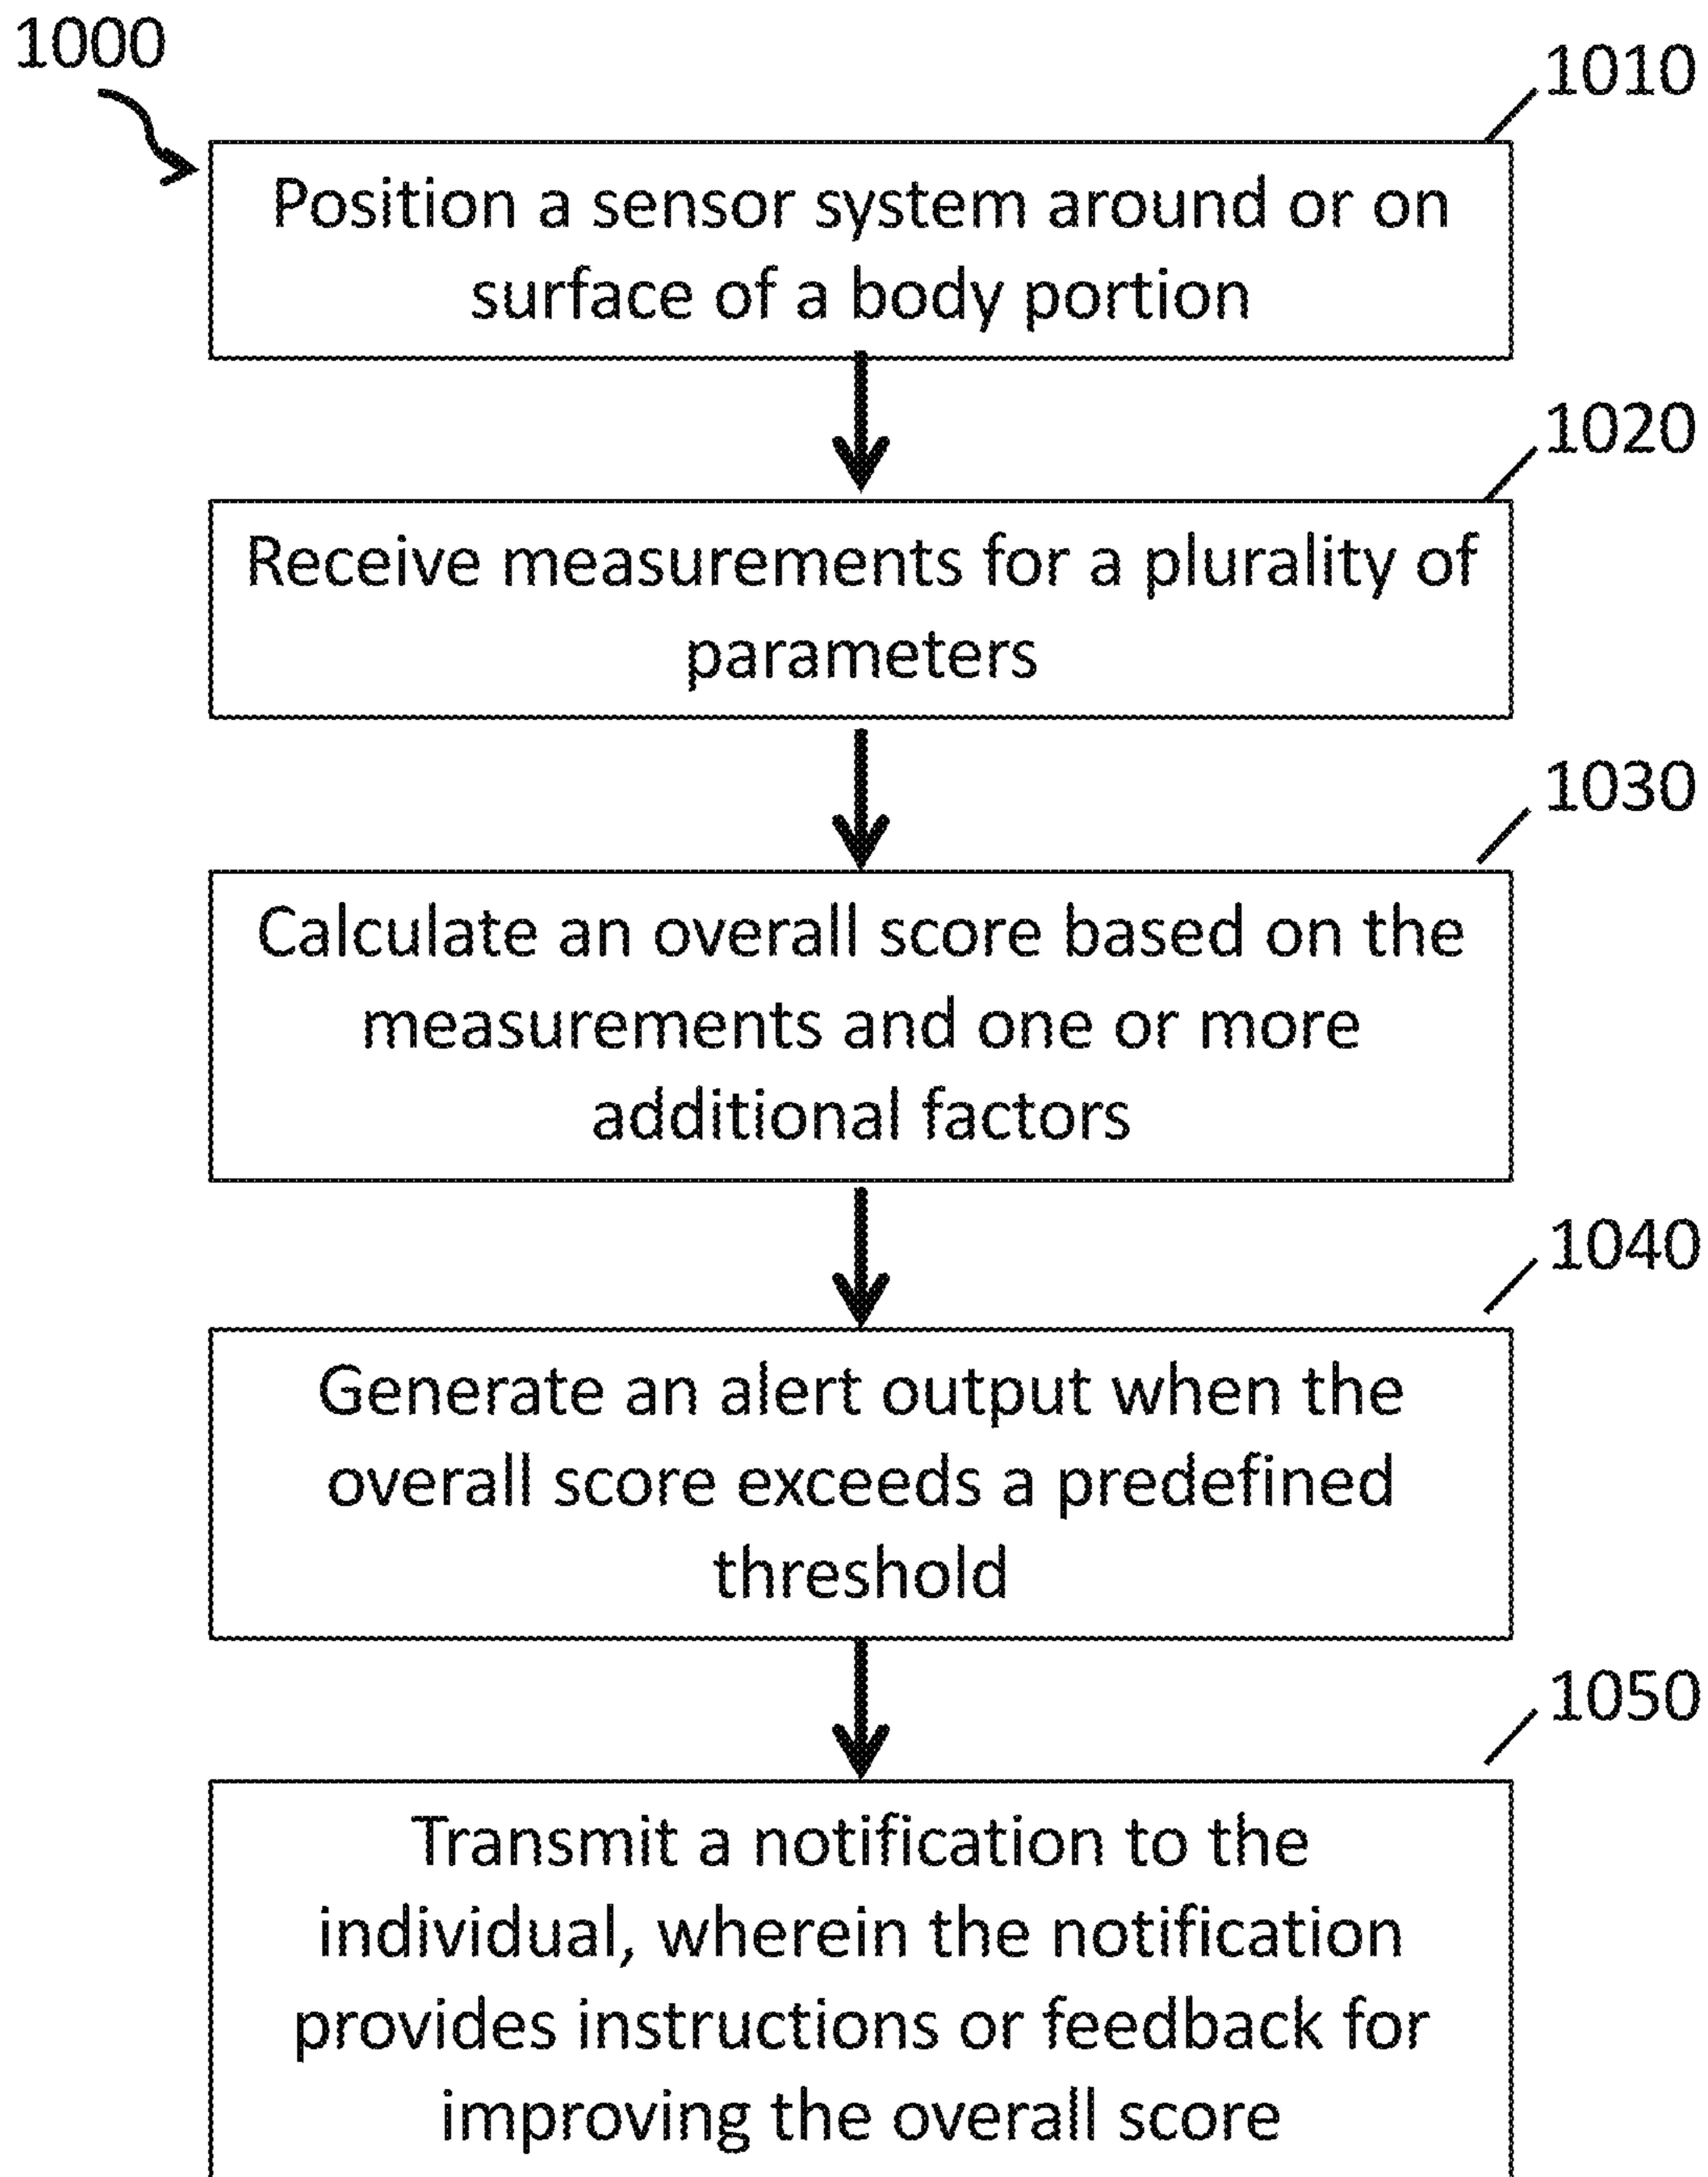 1000
1010
Position a sensor system around or on
surface of a body portion
1020
Receive measurements for a plurality of
parameters
1030
Calculate an overall score based on the
measurements and one or more
additional factors
1040
Generate an alert output when the
overall score exceeds a predefined
threshold
1050
Transmit a notification to the
individual, wherein the notification
provides instructions or feedback for
improving the overall score